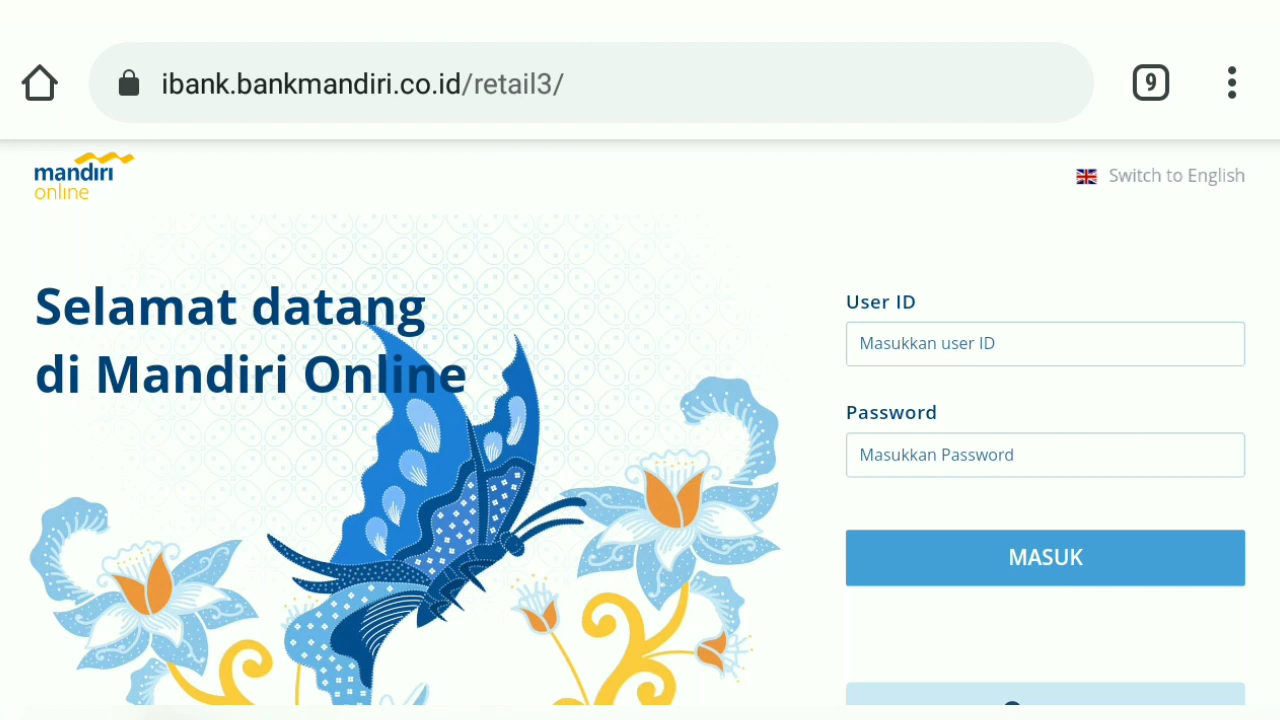 ibank.bankmandiri.co.id/retail3/
9
mandiri
online
Switch to English
Selamat datang
di Mandiri Online
User ID
Masukkan user ID
Password
Masukkan Password
MASUK